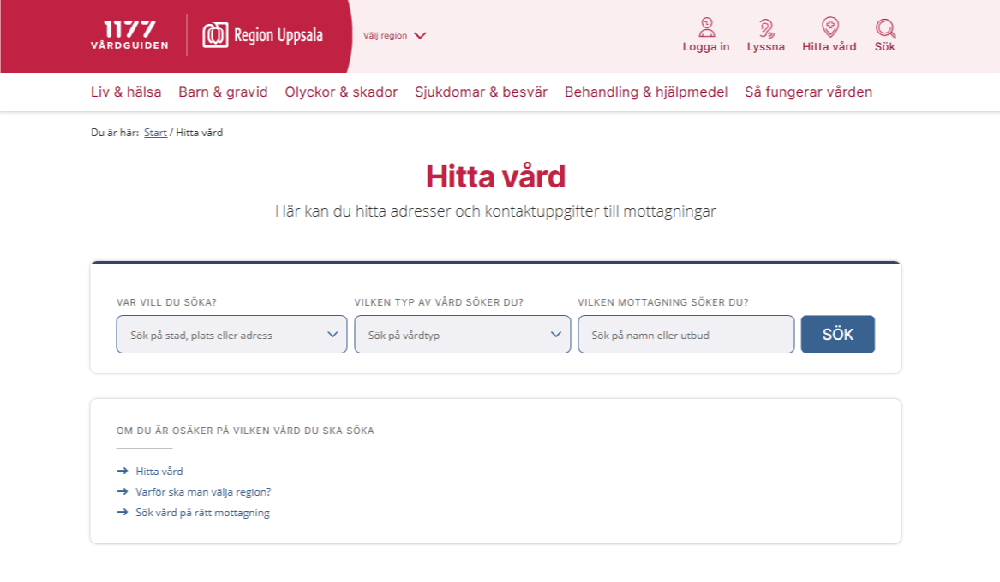 1177
VÅRDGUIDEN
Region Uppsala
Välj region
Logga in
Lyssna
Hitta vård
Sök
Liv & hälsa
Barn & gravid
Olyckor & skador
Sjukdomar & besvär
Behandling & hjälpmedel
Så fungerar vården
Du är här: Start / Hitta vård
Hitta vård
Här kan du hitta adresser och kontaktuppgifter till mottagningar
VAR VILL DU SÖKA?
VILKEN TYP AV VÅRD SÖKER DU?
VILKEN MOTTAGNING SÖKER DU?
Sök på stad, plats eller adress
Sök på vårdtyp
Sök på namn eller utbud
SÖK
OM DU ÄR OSÄKER PÅ VILKEN VÅRD DU SKA SÖKA
Hitta vård
Varför ska man välja region?
Sök vård på rätt mottagning